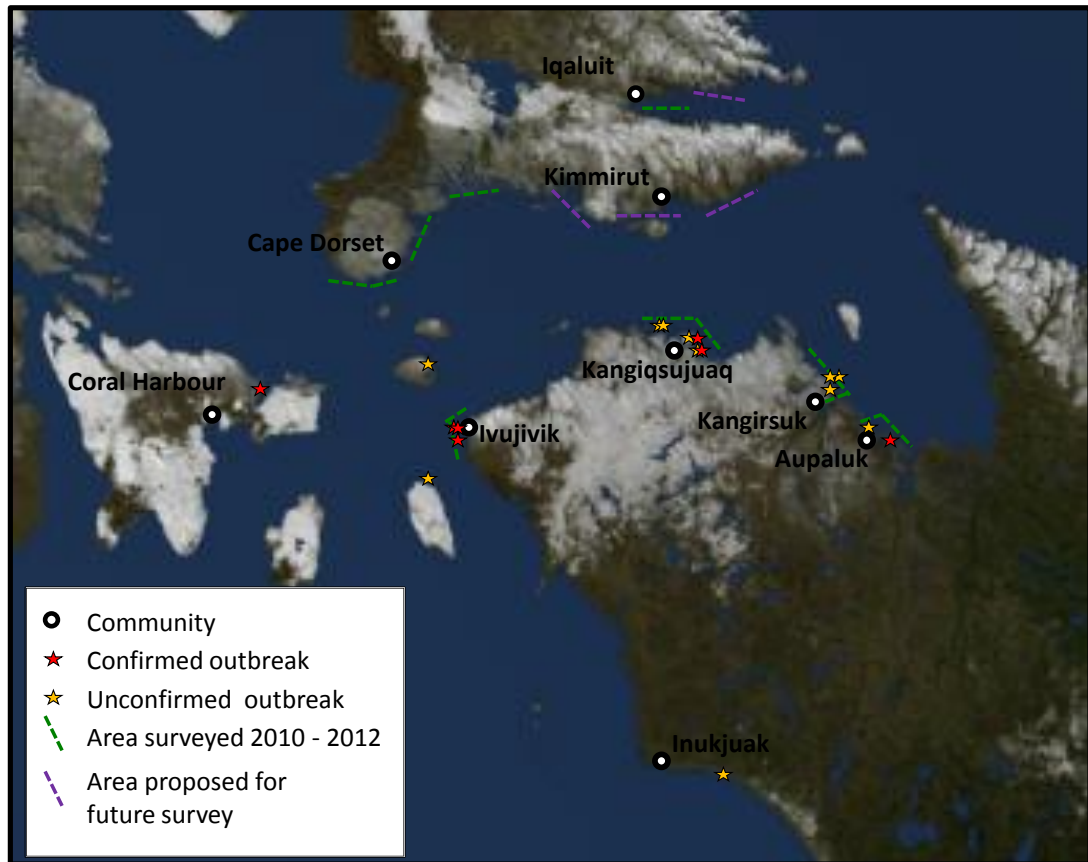 Iqaluit
Kimmirut
Cape Dorset
Kangiqsujuaq
Coral Harbour
Kangirsuk
Ivujivik
Aupaluk
Inukjuak
Community
Confirmed outbreak
Unconfirmed outbreak
Area surveyed 2010 - 2012
Area proposed for
future survey